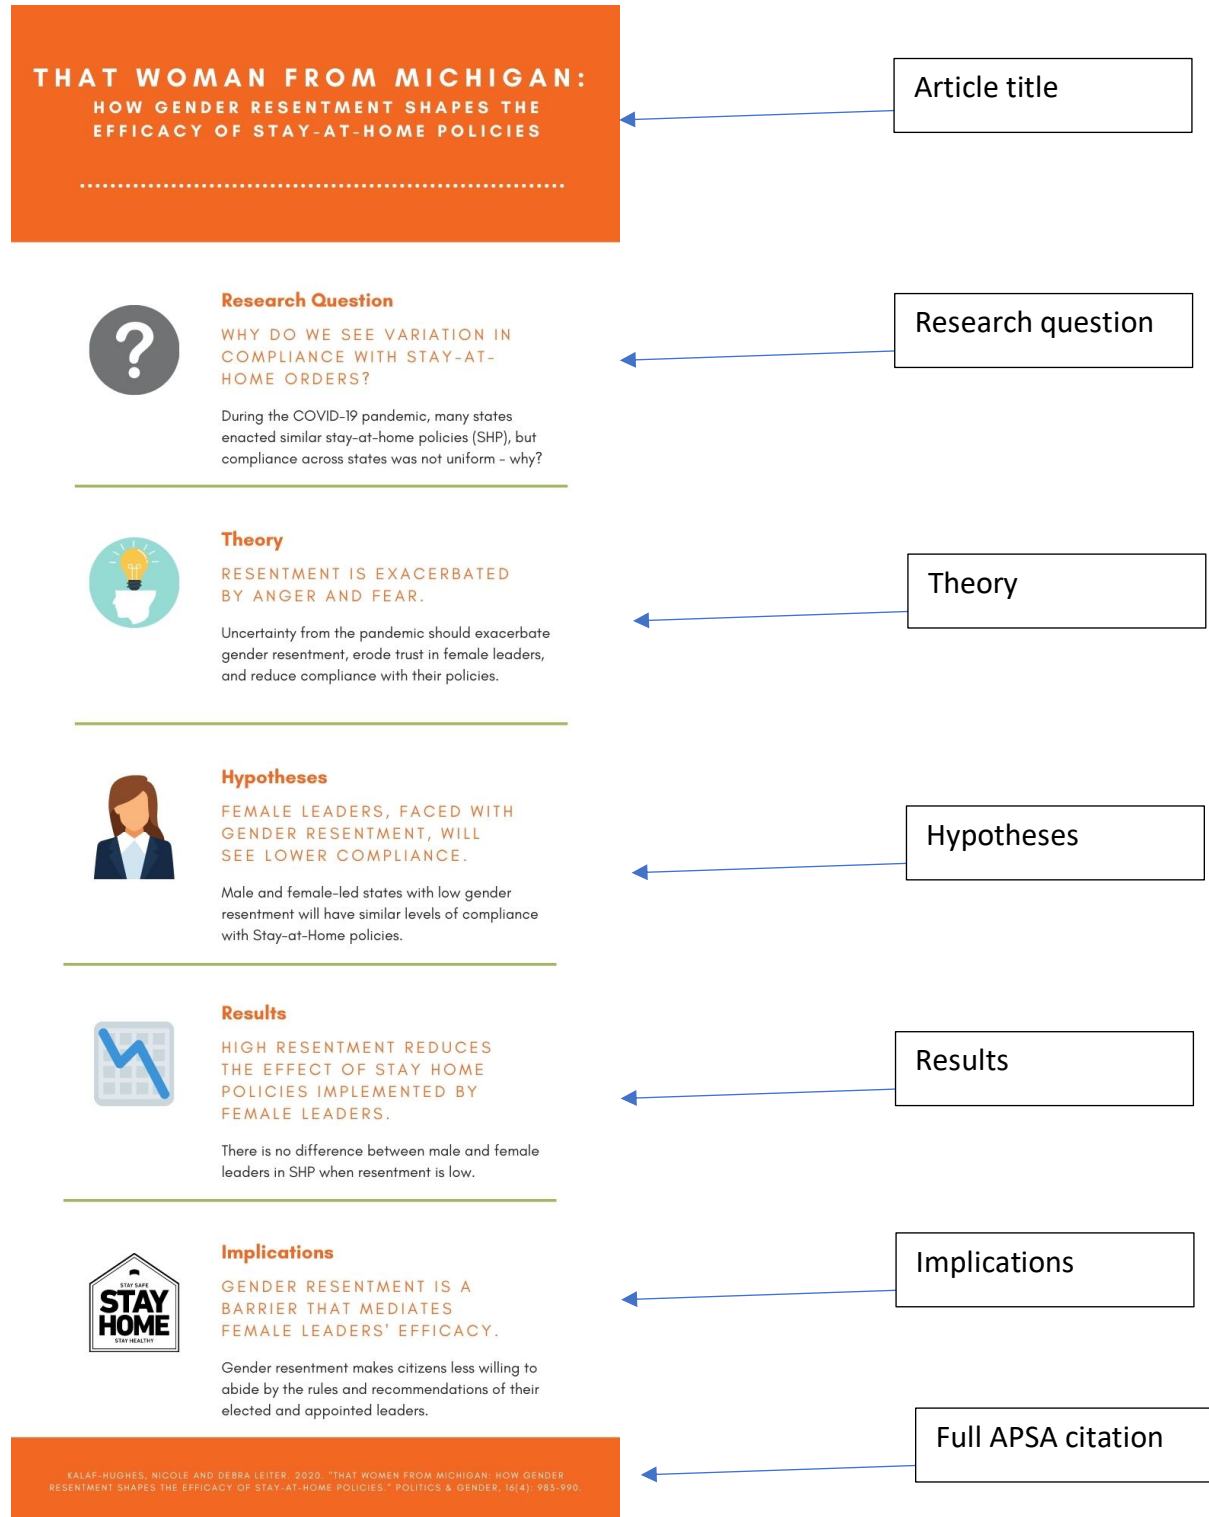 THAT WOMAN FROM MICHIGAN:
HOW GENDER RESENTMENT SHAPES THE
EFFICACY OF STAY-AT-HOME POLICIES
Article title
Research Question
WHY DO WE SEE VARIATION IN
COMPLIANCE WITH STAY-AT-
HOME ORDERS?
During the COVID-19 pandemic, many states
enacted similar stay-at-home policies (SHP), but
compliance across states was not uniform - why?
Research question
Theory
RESENTMENT IS EXACERBATED
BY ANGER AND FEAR.
Uncertainty from the pandemic should exacerbate
gender resentment, erode trust in female leaders,
and reduce compliance with their policies.
Theory
Hypotheses
FEMALE LEADERS, FACED WITH
GENDER RESENTMENT, WILL
SEE LOWER COMPLIANCE.
Male and female-led states with low gender
resentment will have similar levels of compliance
with Stay-at-Home policies.
Hypotheses
Results
HIGH RESENTMENT REDUCES
THE EFFECT OF STAY HOME
POLICIES IMPLEMENTED BY
FEMALE LEADERS.
There is no difference between male and female
leaders in SHP when resentment is low.
Results
STAY SAFE
STAY
HOME
STAY HEALTHY
Implications
GENDER RESENTMENT IS A
BARRIER THAT MEDIATES
FEMALE LEADERS' EFFICACY.
Gender resentment makes citizens less willing to
abide by the rules and recommendations of their
elected and appointed leaders.
Implications
KALAF-HUGHES, NICOLE AND DEBRA LEITER. 2020. "THAT WOMEN FROM MICHIGAN: HOW GENDER
RESENTMENT SHAPES THE EFFICACY OF STAY-AT-HOME POLICIES." POLITICS & GENDER, 16(4): 983-990.
Full APSA citation